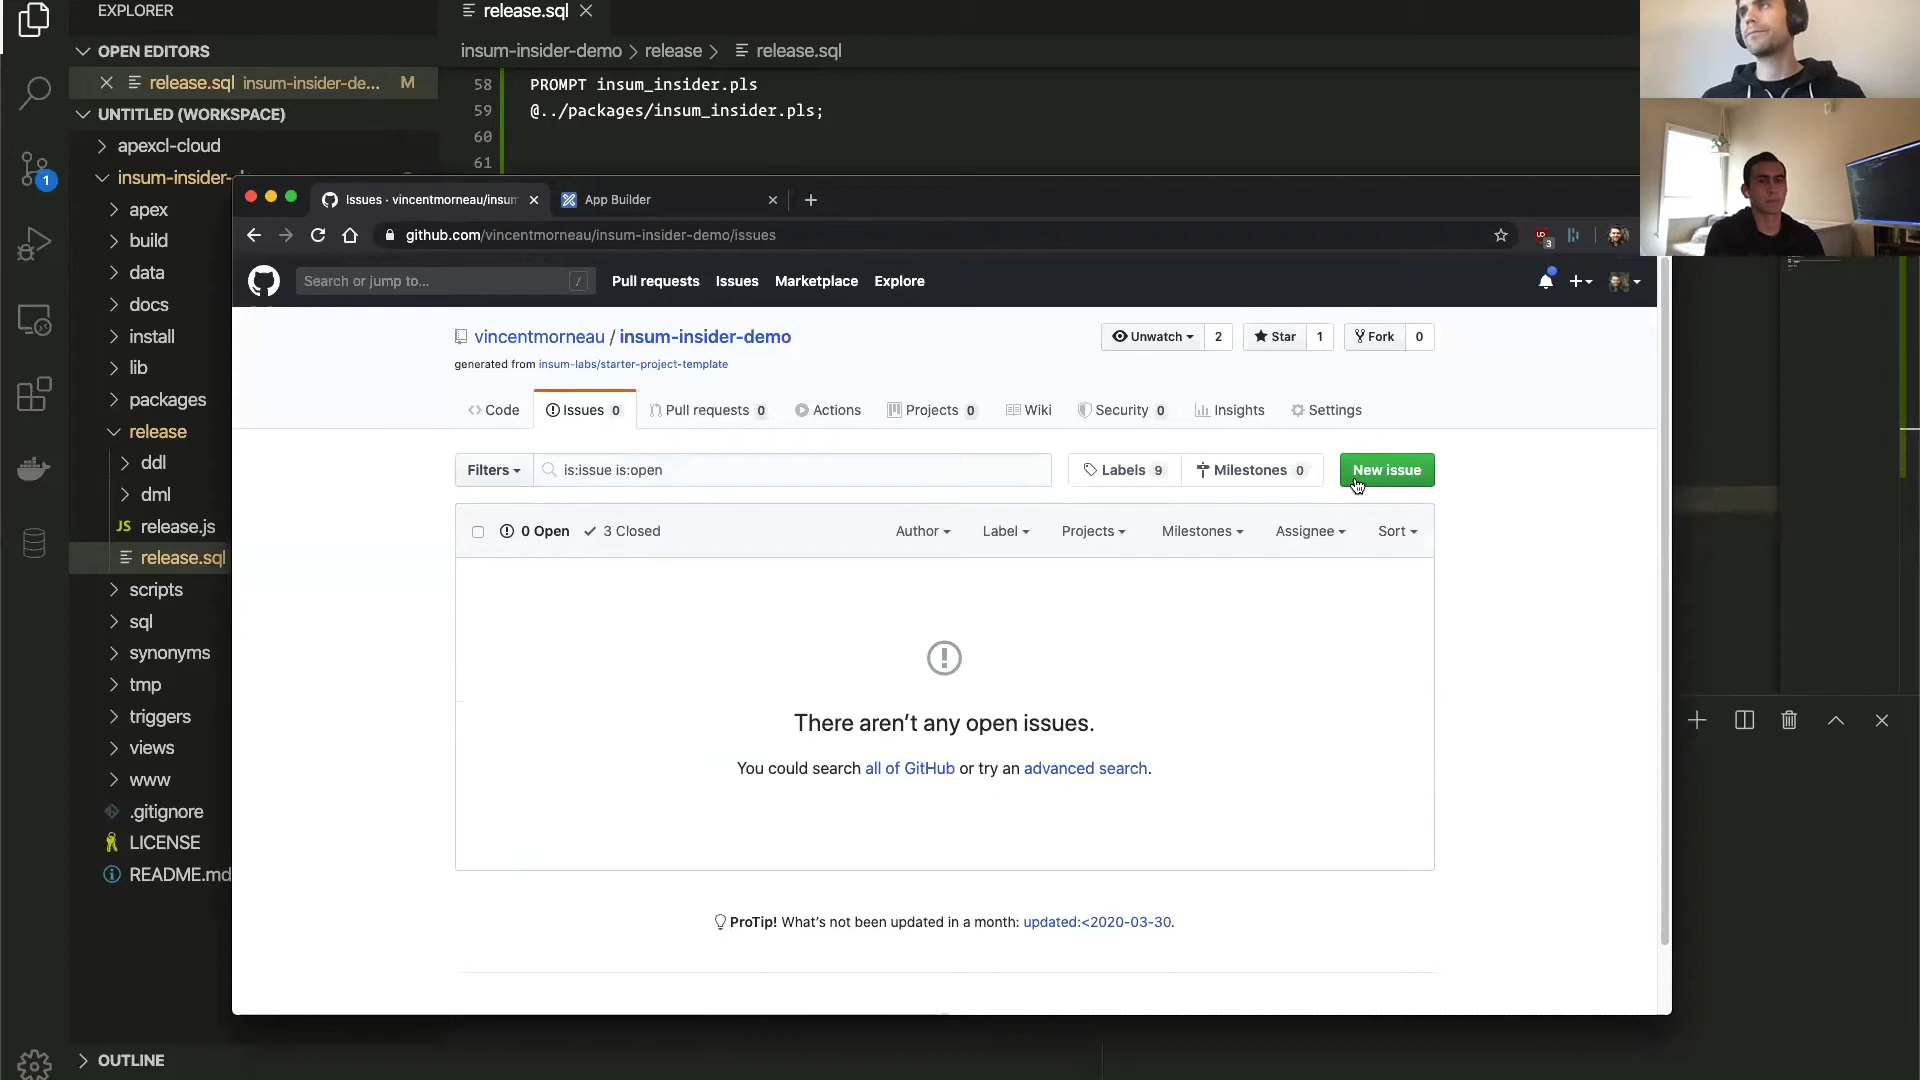 EXPLORER
release.sql
OPEN EDITORS
insum-insider-demo > release > release.sql
release.sql insum-insider-de... M
58 PROMPT insum_insider.pls
59 @../packages/insum_insider.pls;
60
61
UNTITLED (WORKSPACE)
apexcl-cloud
insum-insider-
1
apex
build
data
docs
install
lib
packages
release
ddl
dml
JS release.js
release.sql
scripts
sql
synonyms
tmp
triggers
views
www
.gitignore
LICENSE
README.md
OUTLINE
Issues · vincentmorneau/insum
App Builder
github.com/vincentmorneau/insum-insider-demo/issues
3
Search or jump to... /
Pull requests Issues Marketplace Explore
vincentmorneau / insum-insider-demo
Unwatch 2 Star 1 Fork 0
generated from insum-labs/starter-project-template
Code Issues 0 Pull requests 0 Actions Projects 0 Wiki Security 0 Insights Settings
Filters is:issue is:open Labels 9 Milestones 0 New issue
0 Open 3 Closed Author Label Projects Milestones Assignee Sort
There aren’t any open issues.
You could search all of GitHub or try an advanced search.
ProTip! What’s not been updated in a month: updated:<2020-03-30.